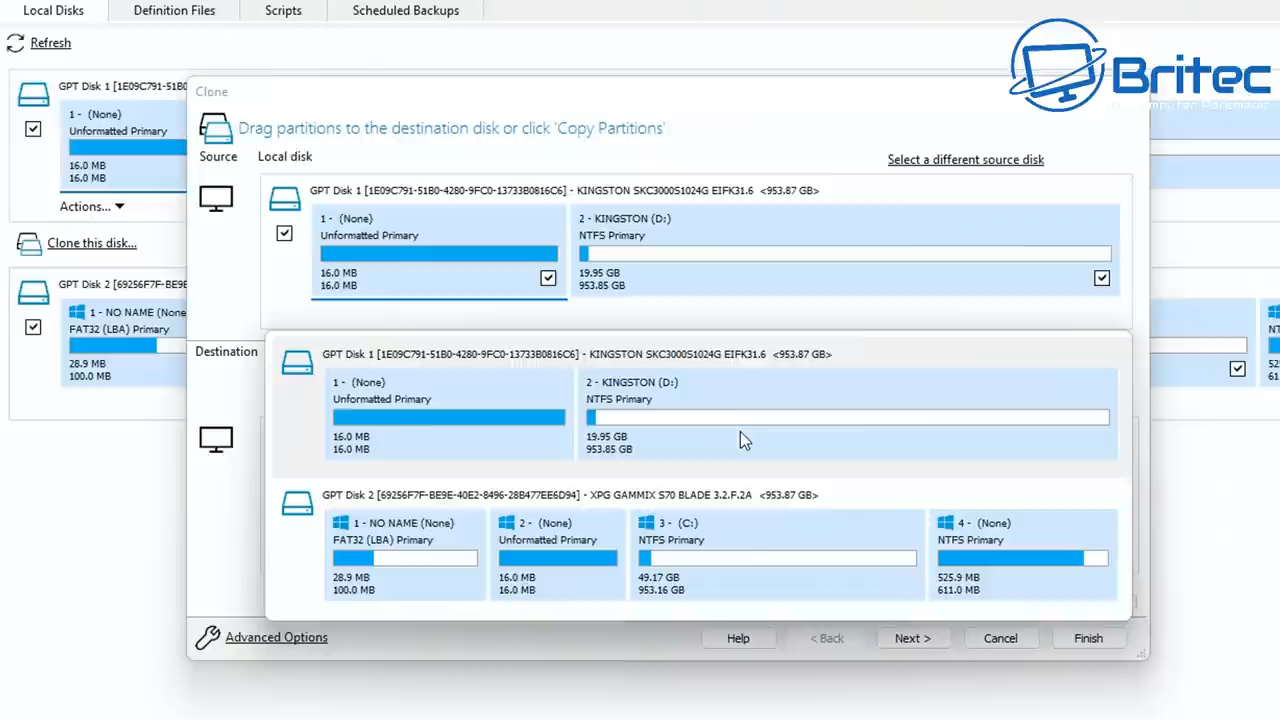 Local Disks
Definition Files
Scripts
Scheduled Backups
Refresh
Britec
GPT Disk 1 [1E09C791-51B0
1 - (None)
Unformatted Primary
16.0 MB
16.0 MB
Actions...
Clone this disk...
GPT Disk 2 [69256F7F-BE9E
1 - NO NAME (None
FAT32 (LBA) Primary
28.9 MB
100.0 MB
Clone
Drag partitions to the destination disk or click 'Copy Partitions'
Source
Local disk
Select a different source disk
GPT Disk 1 [1E09C791-51B0-4280-9FC0-13733B0816C6] - KINGSTON SKC3000S1024G EIFK31.6 <953.87 GB>
1 - (None)
Unformatted Primary
16.0 MB
16.0 MB
2 - KINGSTON (D:)
NTFS Primary
19.95 GB
953.85 GB
Destination
GPT Disk 1 [1E09C791-51B0-4280-9FC0-13733B0816C6] - KINGSTON SKC3000S1024G EIFK31.6 <953.87 GB>
1 - (None)
Unformatted Primary
16.0 MB
16.0 MB
2 - KINGSTON (D:)
NTFS Primary
19.95 GB
953.85 GB
GPT Disk 2 [69256F7F-BE9E-40E2-8496-28B477EE6D94] - XPG GAMMIX S70 BLADE 3.2.F.2A <953.87 GB>
1 - NO NAME (None)
FAT32 (LBA) Primary
28.9 MB
100.0 MB
2 - (None)
Unformatted Primary
16.0 MB
16.0 MB
3 - (C:)
NTFS Primary
49.17 GB
953.16 GB
4 - (None)
NTFS Primary
525.9 MB
611.0 MB
Advanced Options
Help
< Back
Next >
Cancel
Finish